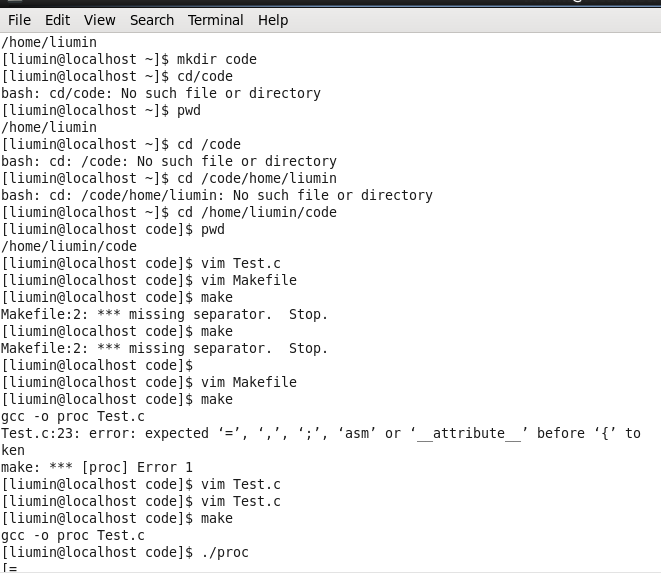 File Edit View Search Terminal Help
/home/liumin
[liumin@localhost ~]$ mkdir code
[liumin@localhost ~]$ cd/code
bash: cd/code: No such file or directory
[liumin@localhost ~]$ pwd
/home/liumin
[liumin@localhost ~]$ cd /code
bash: cd: /code: No such file or directory
[liumin@localhost ~]$ cd /code/home/liumin
bash: cd: /code/home/liumin: No such file or directory
[liumin@localhost ~]$ cd /home/liumin/code
[liumin@localhost code]$ pwd
/home/liumin/code
[liumin@localhost code]$ vim Test.c
[liumin@localhost code]$ vim Makefile
[liumin@localhost code]$ make
Makefile:2: *** missing separator.  Stop.
[liumin@localhost code]$ make
Makefile:2: *** missing separator.  Stop.
[liumin@localhost code]$
[liumin@localhost code]$ vim Makefile
[liumin@localhost code]$ make
gcc -o proc Test.c
Test.c:23: error: expected ‘=’, ‘,’, ‘;’, ‘asm’ or ‘__attribute__’ before ‘{’ to
ken
make: *** [proc] Error 1
[liumin@localhost code]$ vim Test.c
[liumin@localhost code]$ vim Test.c
[liumin@localhost code]$ make
gcc -o proc Test.c
[liumin@localhost code]$ ./proc
[=